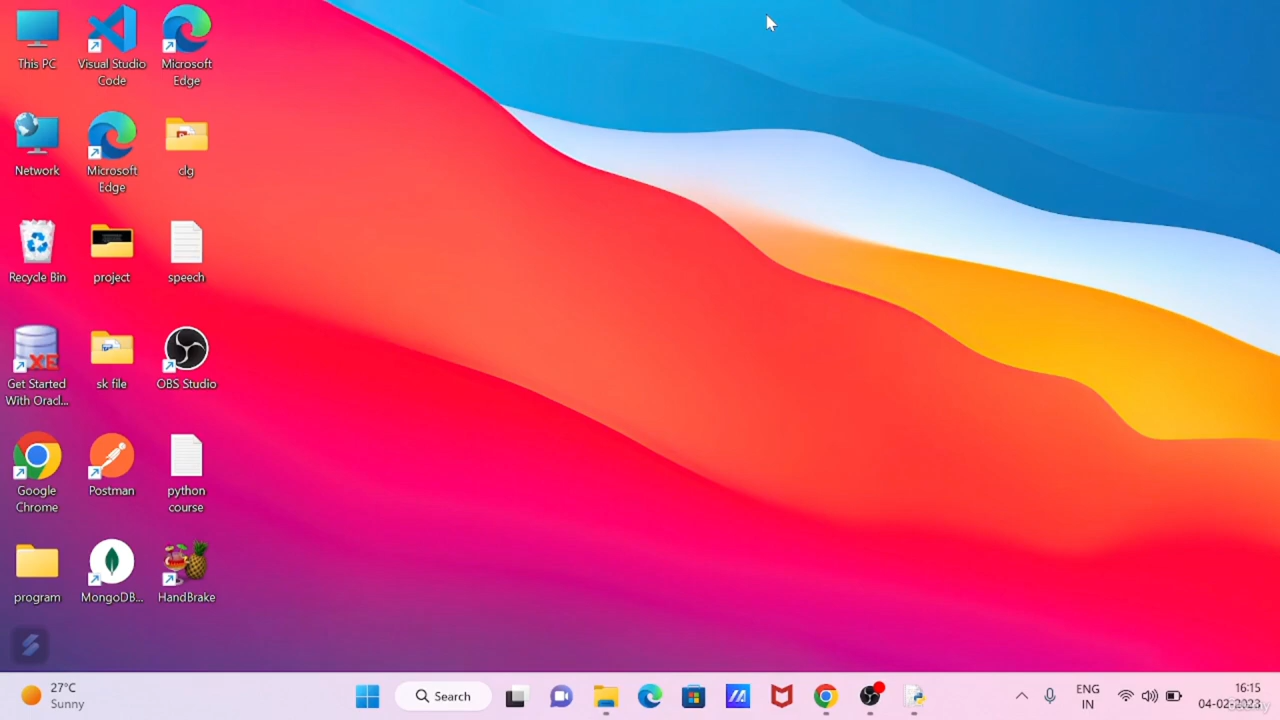 This PC
Visual Studio
Code
Microsoft
Edge
Network
Microsoft
Edge
clg
Recycle Bin
project
speech
XE
Get Started
With Oracl...
sk file
OBS Studio
Google
Chrome
Postman
python
course
program
MongoDB...
HandBrake
27°C
Sunny
Search
ENG
IN
16:15
04-02-2023